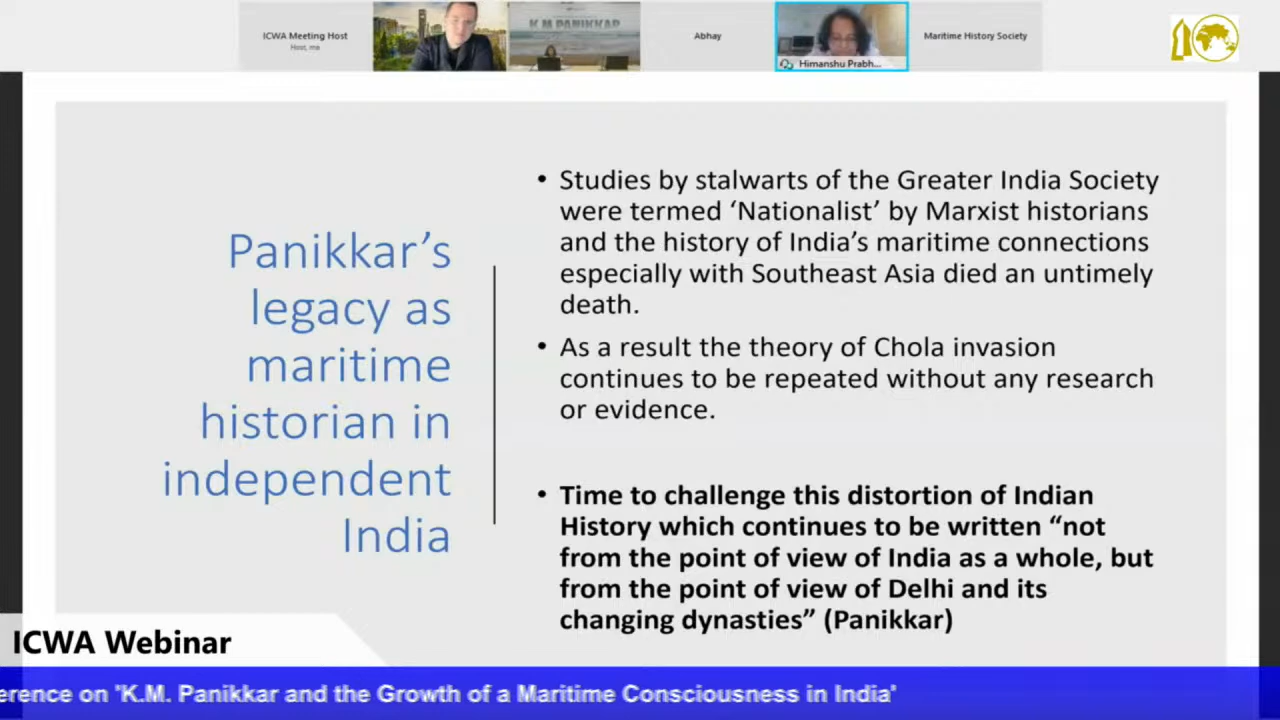 ICWA Meeting Host
Host, me
K M PANIKKAR
Abhay
Himanshu Prabh...
Maritime History Society
10
Panikkar's
legacy as
maritime
historian in
independent
India
• Studies by stalwarts of the Greater India Society
were termed ‘Nationalist’ by Marxist historians
and the history of India’s maritime connections
especially with Southeast Asia died an untimely
death.
• As a result the theory of Chola invasion
continues to be repeated without any research
or evidence.
• Time to challenge this distortion of Indian
History which continues to be written “not
from the point of view of India as a whole, but
from the point of view of Delhi and its
changing dynasties” (Panikkar)
ICWA Webinar
erence on 'K.M. Panikkar and the Growth of a Maritime Consciousness in India'